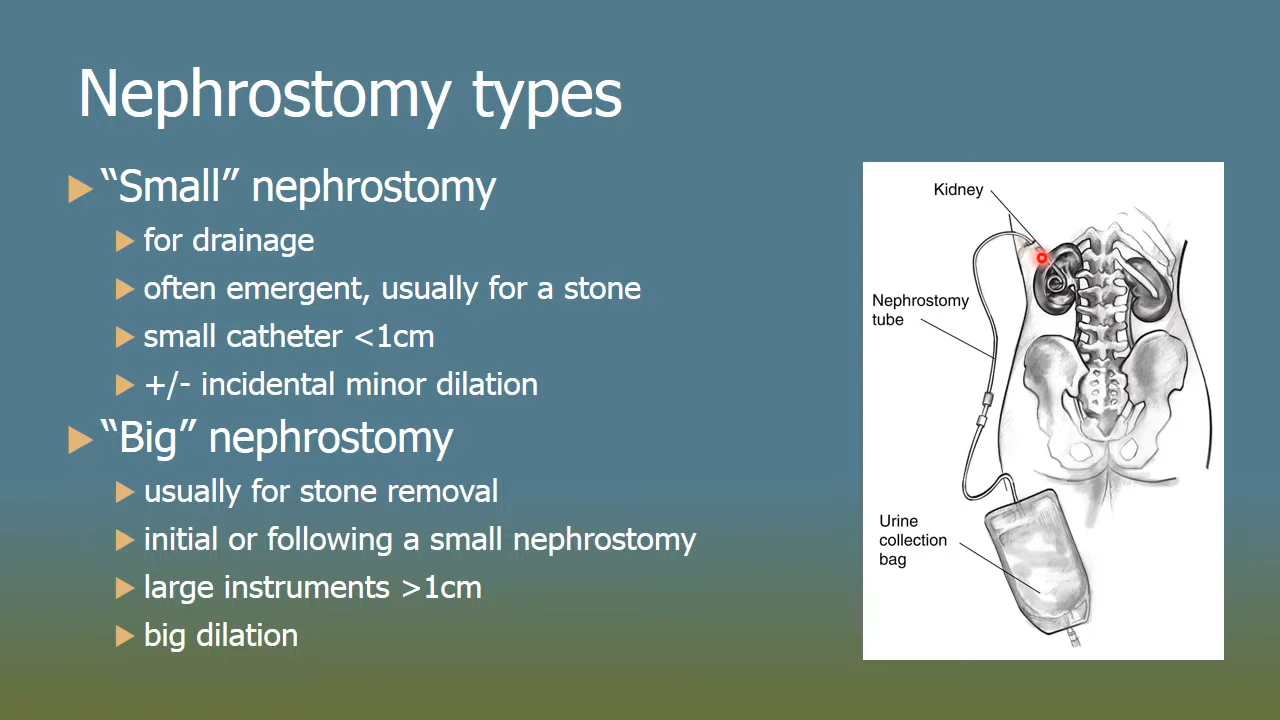 Nephrostomy types
“Small” nephrostomy
for drainage
often emergent, usually for a stone
small catheter <1cm
+/- incidental minor dilation
“Big” nephrostomy
usually for stone removal
initial or following a small nephrostomy
large instruments >1cm
big dilation
Kidney
Nephrostomy
tube
Urine
collection
bag